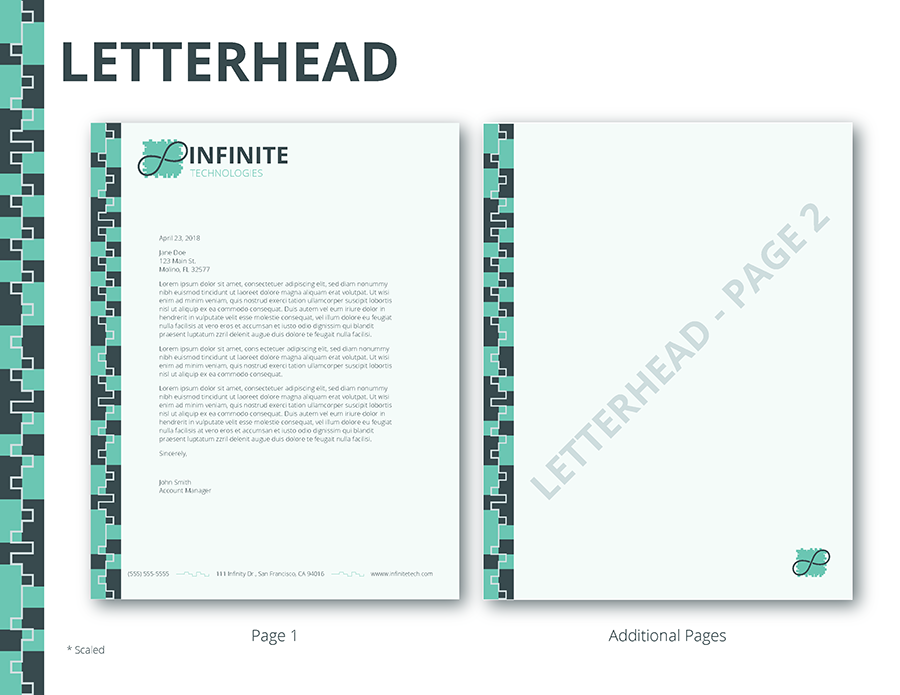 LETTERHEAD
INFINITE
TECHNOLOGIES
April 23, 2018
Jane Doe
123 Main St.
Molino, FL 32577
Lorem ipsum dolor sit amet, consectetuer adipiscing elit, sed diam nonummy
nibh euismod tincidunt ut laoreet dolore magna aliquam erat volutpat. Ut wisi
enim ad minim veniam, quis nostrud exerci tation ullamcorper suscipit lobortis
nisl ut aliquip ex ea commodo consequat. Duis autem vel eum iriure dolor in
hendrerit in vulputate velit esse molestie consequat, vel illum dolore eu feugiat
nulla facilisis at vero eros et accumsan et iusto odio dignissim qui blandit
praesent luptatum zzril delenit augue duis dolore te feugait nulla facilisi.
Lorem ipsum dolor sit amet, cons ectetuer adipiscing elit, sed diam nonummy
nibh euismod tincidunt ut laoreet dolore magna aliquam erat volutpat. Ut wisi
enim ad minim veniam, quis nostrud exerci tation ullamcorper suscipit lobortis
nisl ut aliquip ex ea commodo consequat.
Lorem ipsum dolor sit amet, consectetuer adipiscing elit, sed diam nonummy
nibh euismod tincidunt ut laoreet dolore magna aliquam erat volutpat. Ut wisi
enim ad minim veniam, quis nostrud exerci tation ullamcorper suscipit lobortis
nisl ut aliquip ex ea commodo consequat. Duis autem vel eum iriure dolor in
hendrerit in vulputate velit esse molestie consequat, vel illum dolore eu feugiat
nulla facilisis at vero eros et accumsan et iusto odio dignissim qui blandit
praesent luptatum zzril delenit augue duis dolore te feugait nulla facilisi.
Sincerely,
John Smith
Account Manager
(555) 555-5555 111 Infinity Dr., San Francisco, CA 94016 wwww.infinitetech.com
LETTERHEAD - PAGE 2
Page 1
Additional Pages
* Scaled